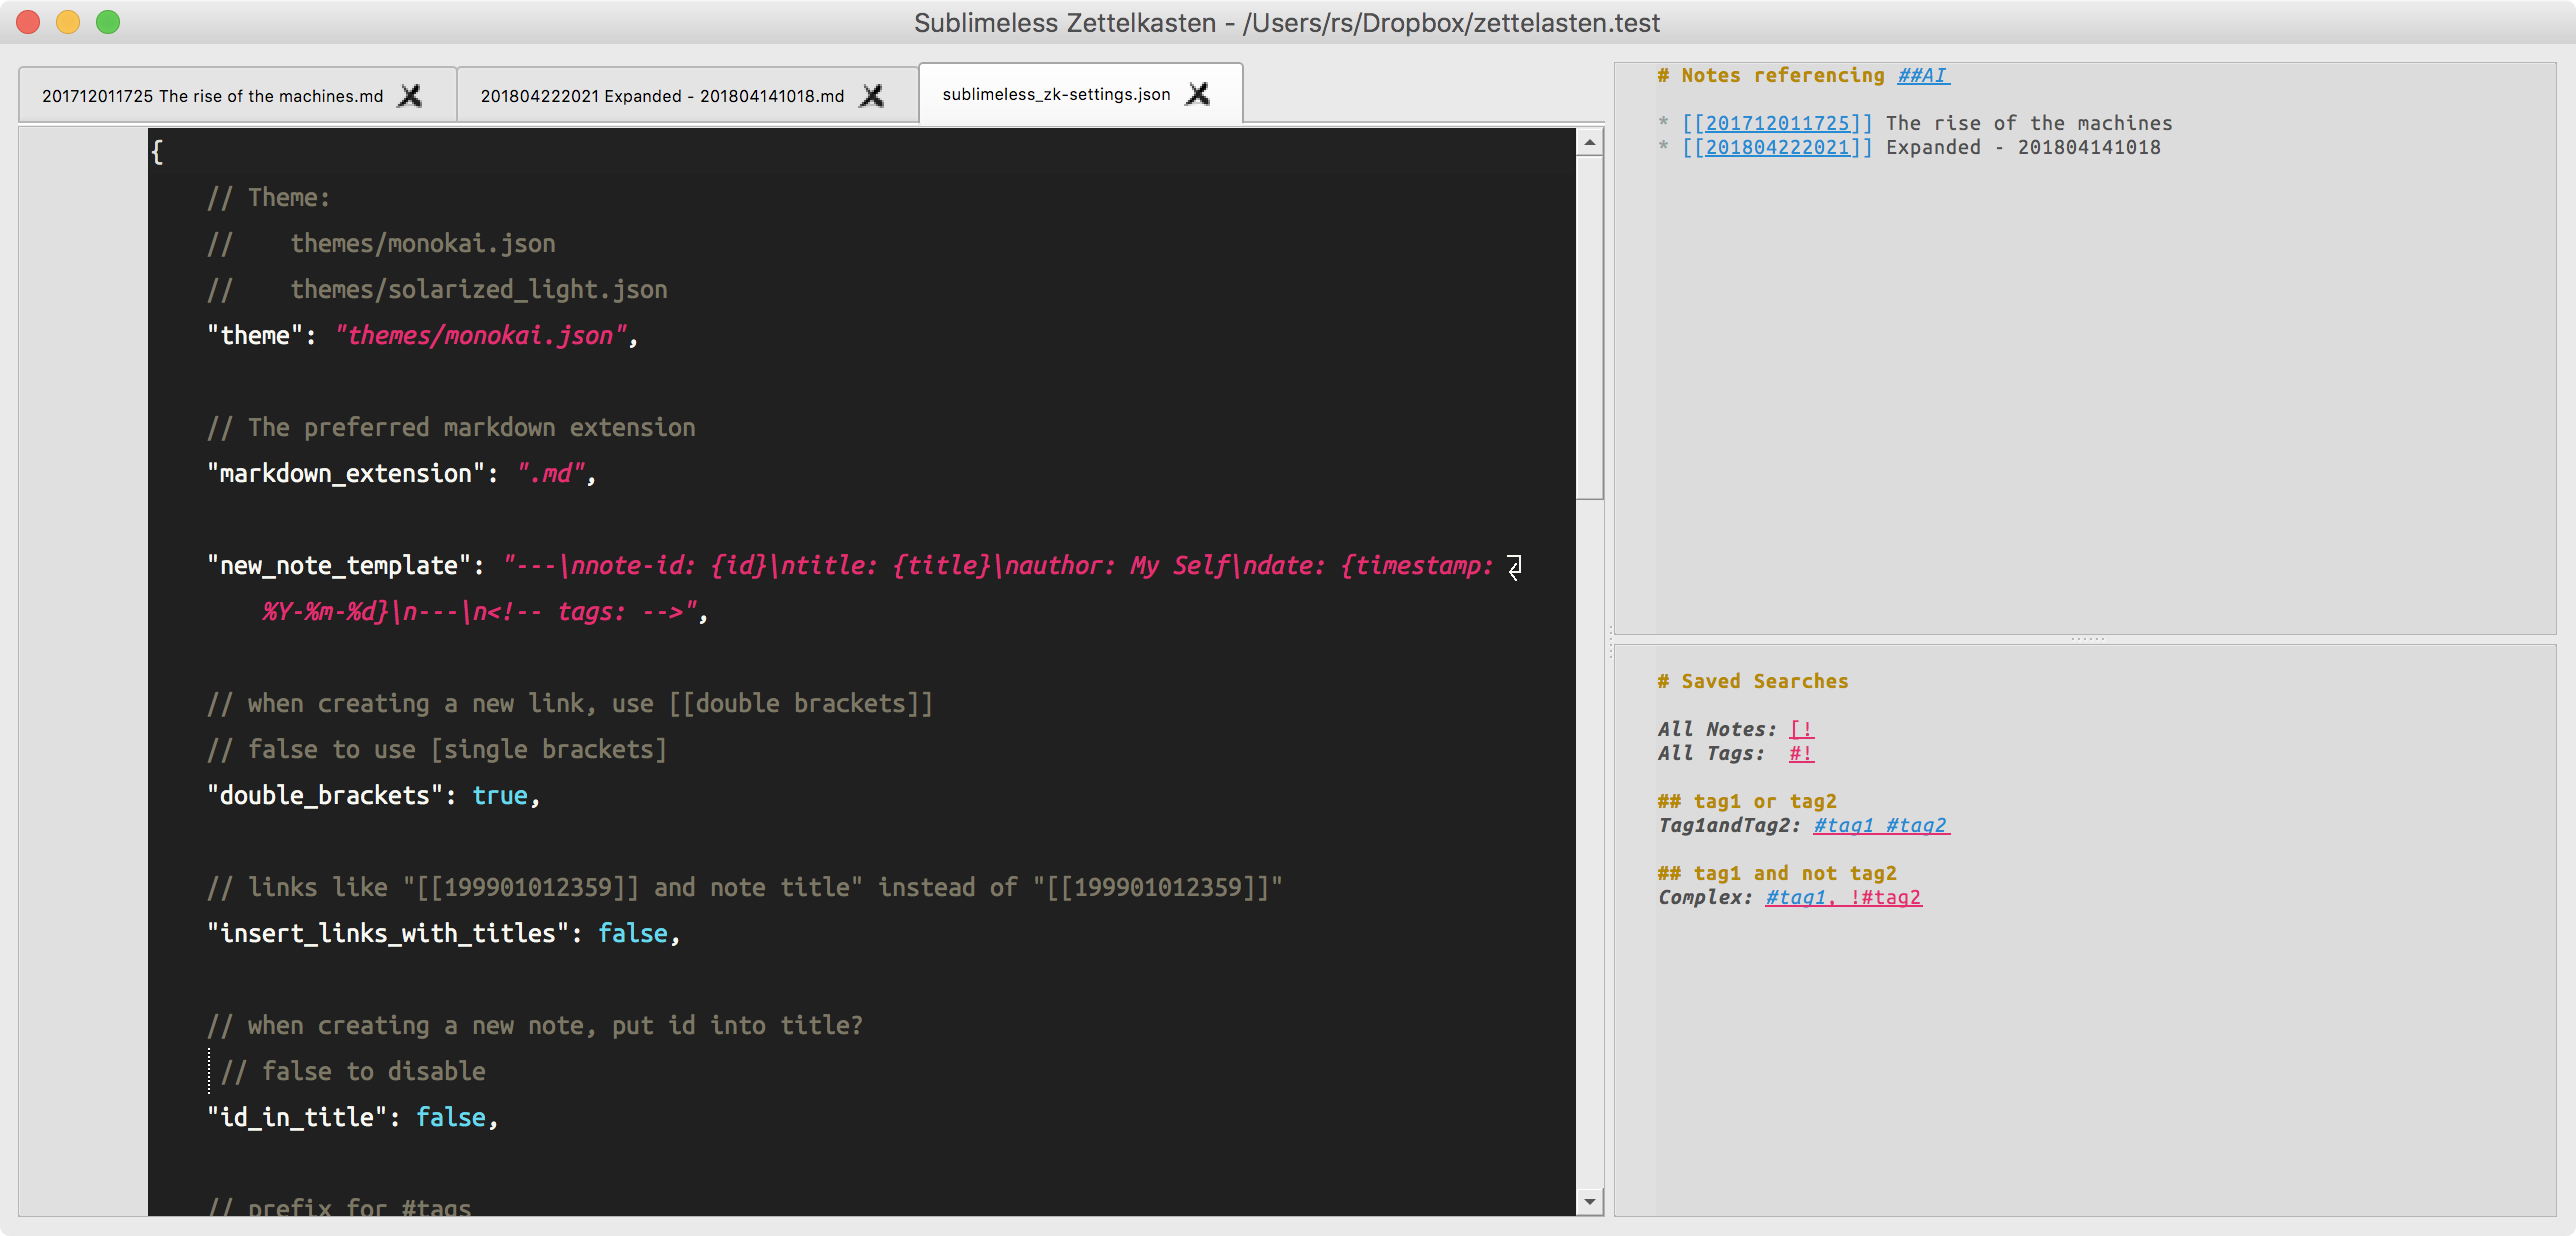 Sublimeless Zettelkasten - /Users/rs/Dropbox/zettelasten.test
201712011725 The rise of the machines.md
201804222021 Expanded - 201804141018.md
sublimeless_zk-settings.json
{
// Theme:
//    themes/monokai.json
//    themes/solarized_light.json
"theme": "themes/monokai.json",
// The preferred markdown extension
"markdown_extension": ".md",
"new_note_template": "---\nnote-id: {id}\ntitle: {title}\nauthor: My Self\ndate: {timestamp:
%Y-%m-%d}\n---\n<!-- tags: -->",
// when creating a new link, use [[double brackets]]
// false to use [single brackets]
"double_brackets": true,
// links like "[[199901012359]] and note title" instead of "[[199901012359]]"
"insert_links_with_titles": false,
// when creating a new note, put id into title?
// false to disable
"id_in_title": false,
// prefix for #tags
# Notes referencing ##AI
* [[201712011725]] The rise of the machines
* [[201804222021]] Expanded - 201804141018
# Saved Searches
All Notes: [!
All Tags:  #!
## tag1 or tag2
Tag1andTag2: #tag1 #tag2
## tag1 and not tag2
Complex: #tag1, !#tag2